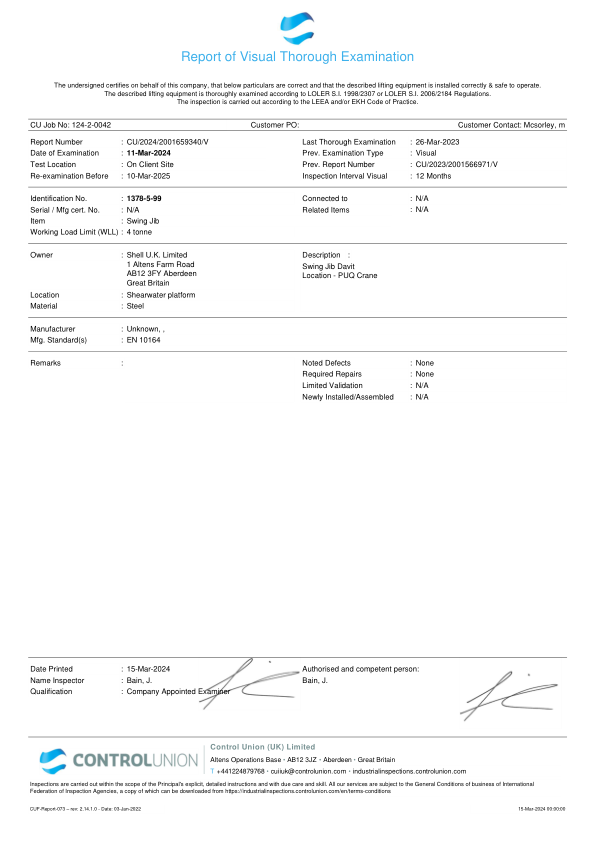 Report of Visual Thorough Examination
The undersigned certifies on behalf of this company, that below particulars are correct and that the described lifting equipment is installed correctly & safe to operate.
The described lifting equipment is thoroughly examined according to LOLER S.I. 1998/2307 or LOLER S.I. 2006/2184 Regulations.
The inspection is carried out according to the LEEA and/or EKH Code of Practice.
CU Job No: 124-2-0042 Customer PO: Customer Contact: Mcsorley, m
Report Number : CU/2024/2001659340/V Last Thorough Examination : 26-Mar-2023
Date of Examination : 11-Mar-2024 Prev. Examination Type : Visual
Test Location : On Client Site Prev. Report Number : CU/2023/2001566971/V
Re-examination Before : 10-Mar-2025 Inspection Interval Visual : 12 Months
Identification No. : 1378-5-99 Connected to : N/A
Serial / Mfg cert. No. : N/A Related Items : N/A
Item : Swing Jib
Working Load Limit (WLL) : 4 tonne
Owner : Shell U.K. Limited Description :
1 Altens Farm Road Swing Jib Davit
AB12 3FY Aberdeen Location - PUQ Crane
Great Britain
Location : Shearwater platform
Material : Steel
Manufacturer : Unknown, ,
Mfg. Standard(s) : EN 10164
Remarks : Noted Defects : None
Required Repairs : None
Limited Validation : N/A
Newly Installed/Assembled : N/A
Date Printed : 15-Mar-2024 Authorised and competent person:
Name Inspector : Bain, J. Bain, J.
Qualification : Company Appointed Examiner
CONTROLUNION
Control Union (UK) Limited
Altens Operations Base - AB12 3JZ - Aberdeen - Great Britain
T +441224879768 - cuiiuk@controlunion.com - industrialinspections.controlunion.com
Inspections are carried out within the scope of the Principal's explicit, detailed instructions and with due care and skill. All our services are subject to the General Conditions of business of International
Federation of Inspection Agencies, a copy of which can be downloaded from https://industrialinspections.controlunion.com/en/terms-conditions
CUF-Report-073 – rev: 2.14.1.0 - Date: 03-Jun-2022 15-Mar-2024 00:00:00